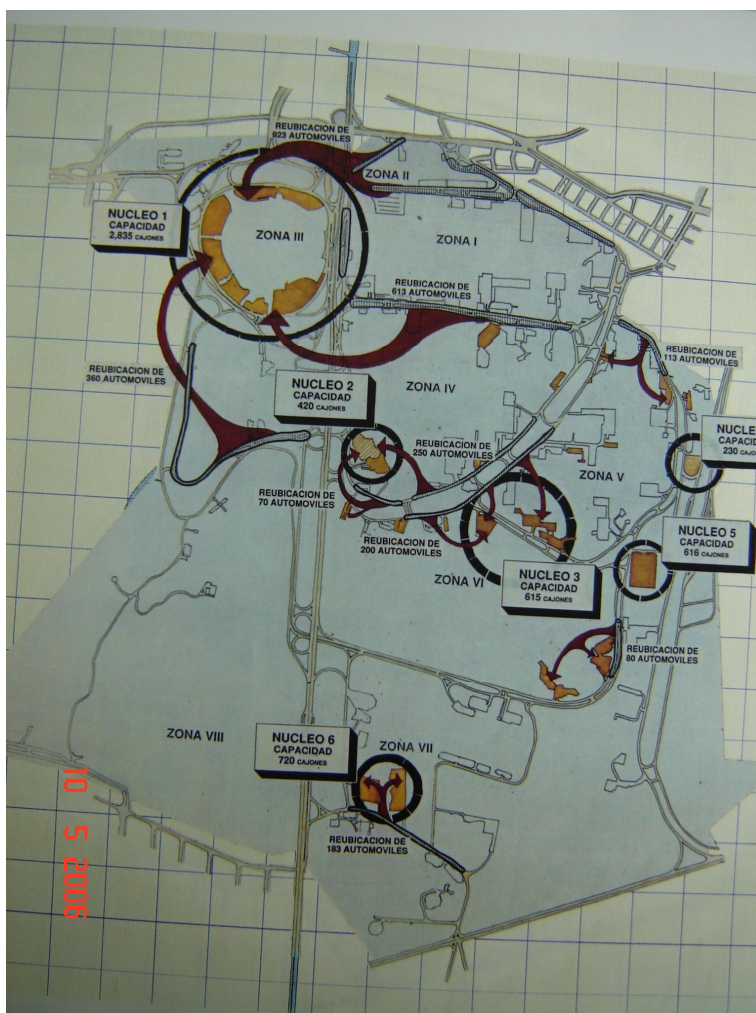 REUBICACION DE
923 AUTOMOVILES
ZONA II
NUCLEO 1
CAPACIDAD
2,835 CAJONES
ZONA III
ZONA I
REUBICACION DE
613 AUTOMOVILES
REUBICACION DE
113 AUTOMOVILES
REUBICACION DE
360 AUTOMOVILES
NUCLEO 2
CAPACIDAD
420 CAJONES
ZONA IV
NUCLE
CAPACID
230 CAJO
REUBICACION DE
250 AUTOMOVILES
ZONA V
REUBICACION DE
70 AUTOMOVILES
REUBICACION DE
200 AUTOMOVILES
NUCLEO 5
CAPACIDAD
616 CAJONES
ZONA VI
NUCLEO 3
CAPACIDAD
615 CAJONES
REUBICACION DE
80 AUTOMOVILES
ZONA VIII
NUCLEO 6
CAPACIDAD
720 CAJONES
ZONA VII
REUBICACION DE
183 AUTOMOVILES
10 5 2006